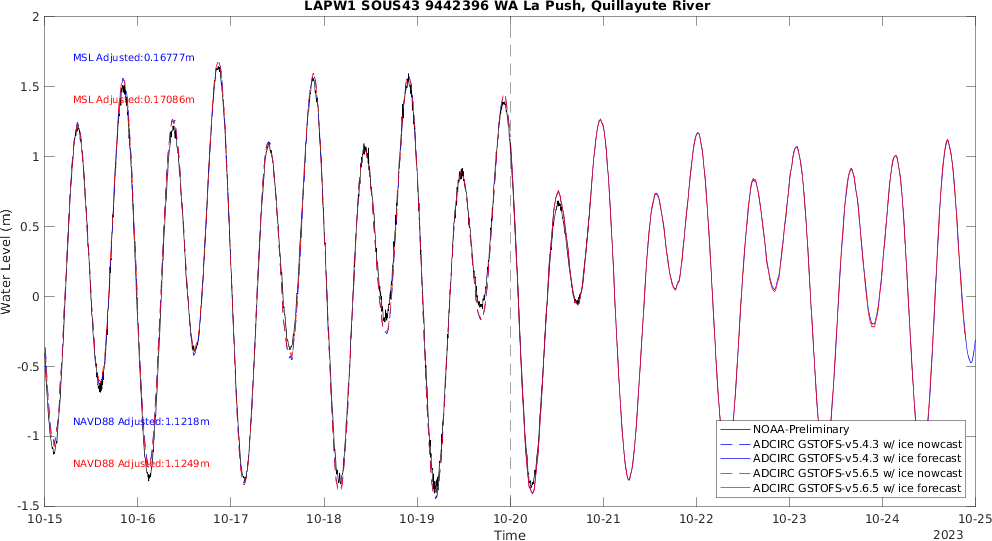 LAPW1 SOUS43 9442396 WA La Push, Quillayute River
2
1.5
1
0.5
0
-0.5
-1
-1.5
Water Level (m)
MSL Adjusted:0.16777m
MSL Adjusted:0.17086m
NAVD88 Adjusted:1.1218m
NAVD88 Adjusted:1.1249m
NOAA-Preliminary
ADCIRC GSTOFS-v5.4.3 w/ ice nowcast
ADCIRC GSTOFS-v5.4.3 w/ ice forecast
ADCIRC GSTOFS-v5.6.5 w/ ice nowcast
ADCIRC GSTOFS-v5.6.5 w/ ice forecast
10-15 10-16 10-17 10-18 10-19 10-20 10-21 10-22 10-23 10-24 10-25
Time
2023